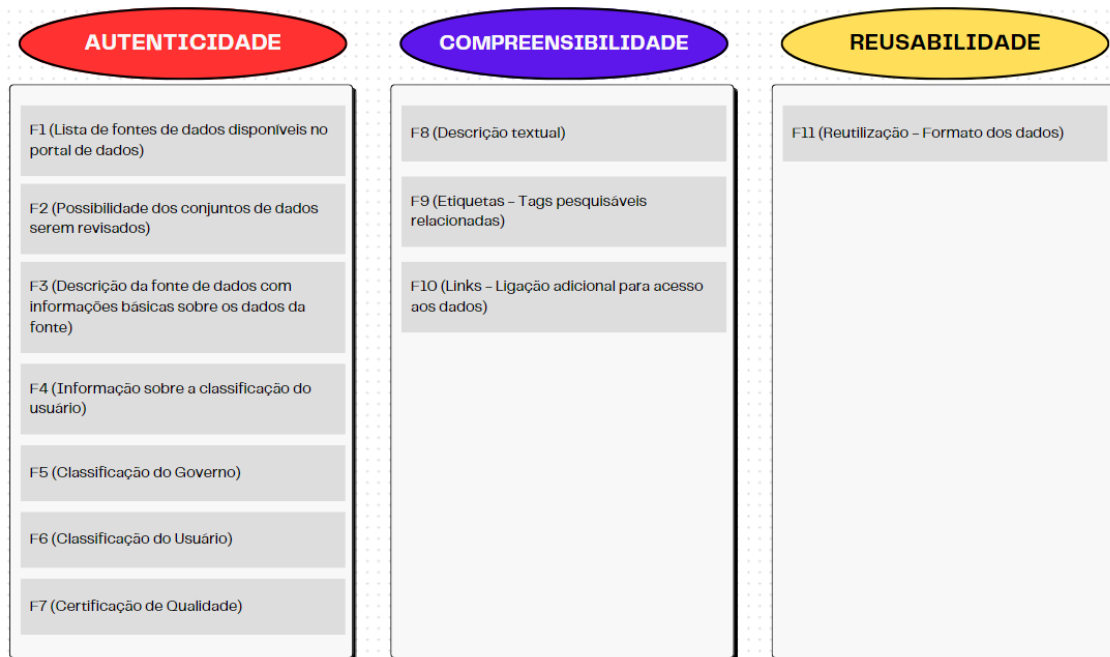 AUTENTICIDADE
F1 (Lista de fontes de dados disponíveis no
portal de dados)
F2 (Possibilidade dos conjuntos de dados
serem revisados)
F3 (Descrição da fonte de dados com
informações básicas sobre os dados da
fonte)
F4 (Informação sobre a classificação do
usuário)
F5 (Classificação do Governo)
F6 (Classificação do Usuário)
F7 (Certificação de Qualidade)
COMPREENSIBILIDADE
F8 (Descrição textual)
F9 (Etiquetas - Tags pesquisáveis
relacionadas)
F10 (Links - Ligação adicional para acesso
aos dados)
REUSABILIDADE
F11 (Reutilização - Formato dos dados)